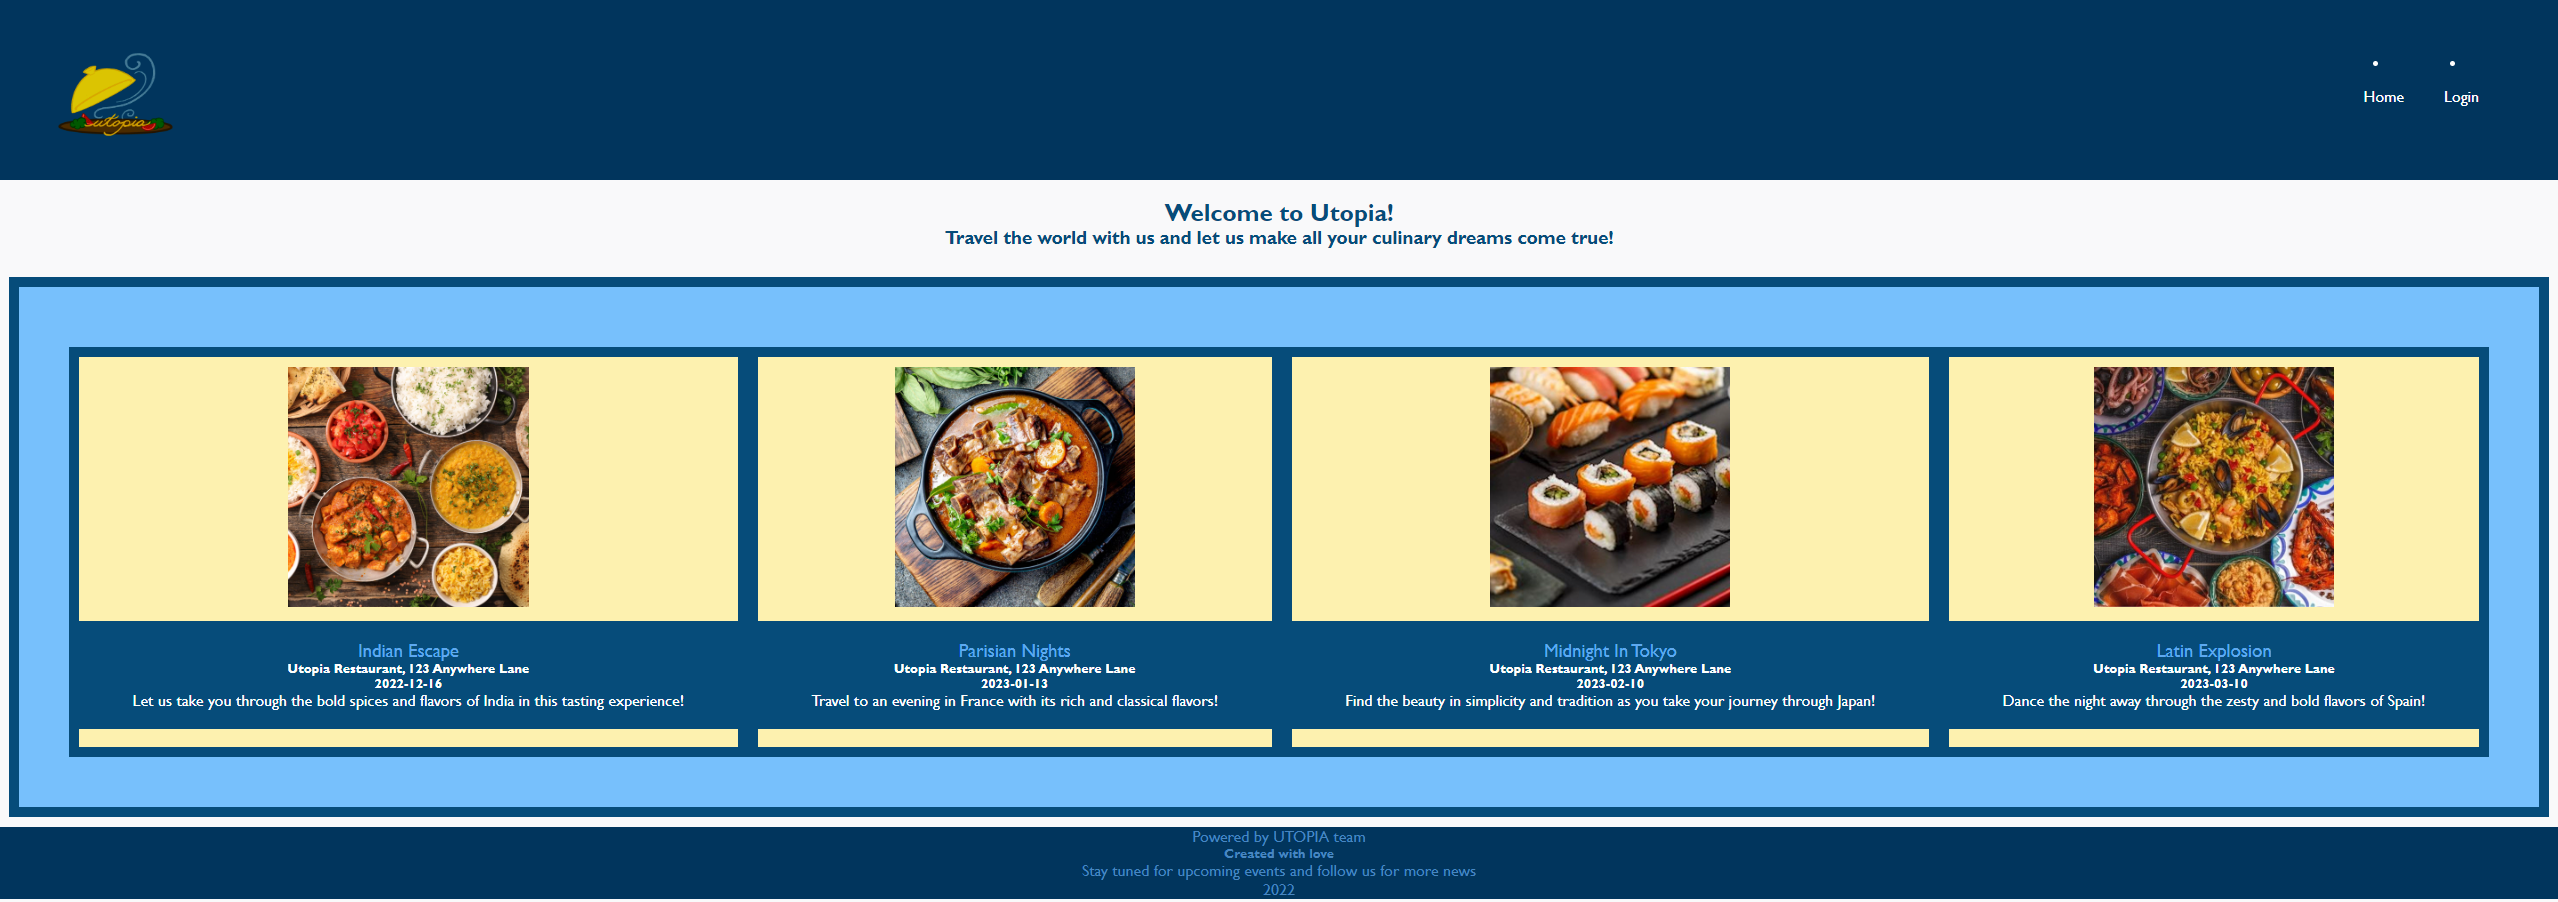 utopia
Home
Login
Welcome to Utopia!
Travel the world with us and let us make all your culinary dreams come true!
Indian Escape
Utopia Restaurant, 123 Anywhere Lane
2022-12-16
Let us take you through the bold spices and flavors of India in this tasting experience!
Parisian Nights
Utopia Restaurant, 123 Anywhere Lane
2023-01-13
Travel to an evening in France with its rich and classical flavors!
Midnight In Tokyo
Utopia Restaurant, 123 Anywhere Lane
2023-02-10
Find the beauty in simplicity and tradition as you take your journey through Japan!
Latin Explosion
Utopia Restaurant, 123 Anywhere Lane
2023-03-10
Dance the night away through the zesty and bold flavors of Spain!
Powered by UTOPIA team
Created with love
Stay tuned for upcoming events and follow us for more news
2022